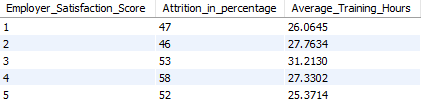 Employer_Satisfaction_Score Attrition_in_percentage Average_Training_Hours
1 47 26.0645
2 46 27.7634
3 53 31.2130
4 58 27.3302
5 52 25.3714